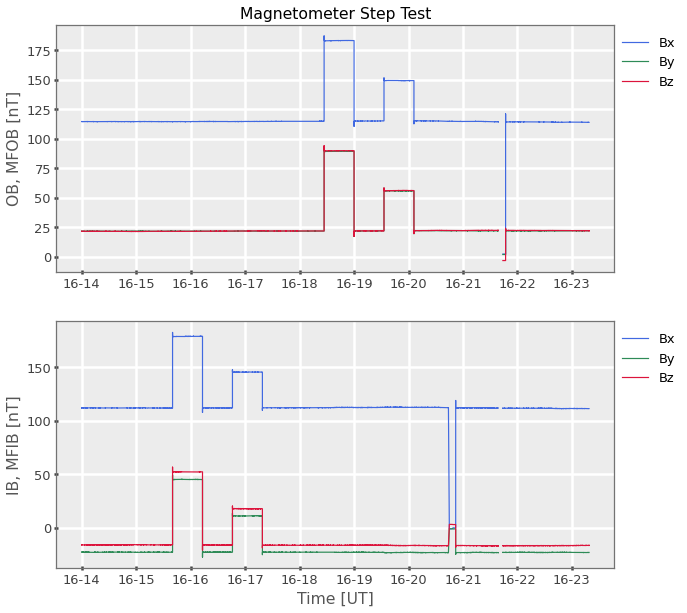 Magnetometer Step Test
OB, MFOB [nT]
175
150
125
100
75
50
25
0
16-14 16-15 16-16 16-17 16-18 16-19 16-20 16-21 16-22 16-23
Bx
By
Bz
IB, MFIB [nT]
150
100
50
0
16-14 16-15 16-16 16-17 16-18 16-19 16-20 16-21 16-22 16-23
Time [UT]
Bx
By
Bz